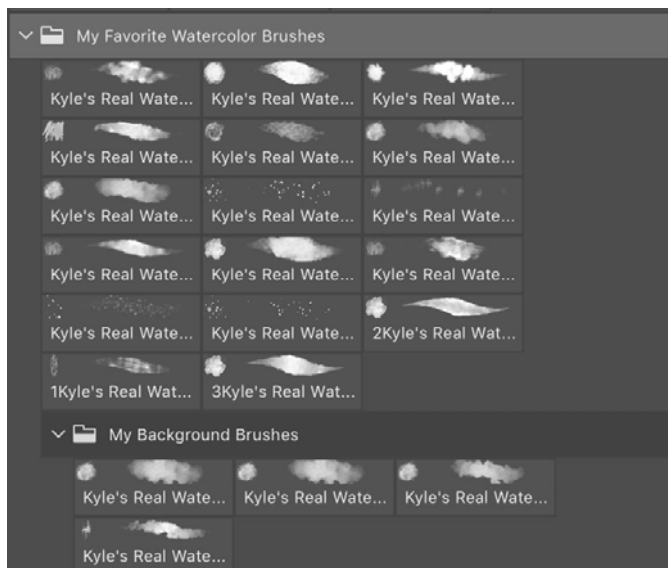 My Favorite Watercolor Brushes
Kyle's Real Wate... Kyle's Real Wate... Kyle's Real Wate...
Kyle's Real Wate... Kyle's Real Wate... Kyle's Real Wate...
Kyle's Real Wate... Kyle's Real Wate... Kyle's Real Wate...
Kyle's Real Wate... Kyle's Real Wate... Kyle's Real Wate...
Kyle's Real Wate... Kyle's Real Wate... 2Kyle's Real Wat...
1Kyle's Real Wat... 3Kyle's Real Wat...
My Background Brushes
Kyle's Real Wate... Kyle's Real Wate... Kyle's Real Wate...
Kyle's Real Wate...